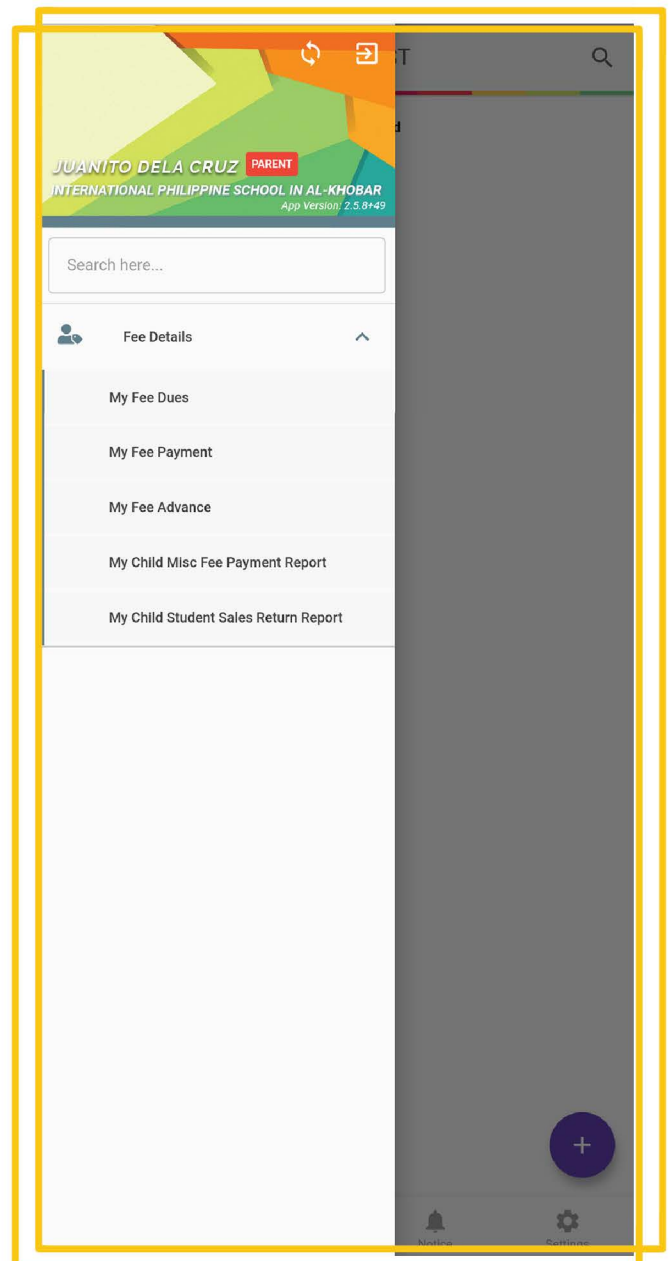 JUANITO DELA CRUZ PARENT
INTERNATIONAL PHILIPPINE SCHOOL IN AL-KHOBAR
App Version: 2.5.8+49
Search here...
Fee Details
My Fee Dues
My Fee Payment
My Fee Advance
My Child Misc Fee Payment Report
My Child Student Sales Return Report
Notice
Settings